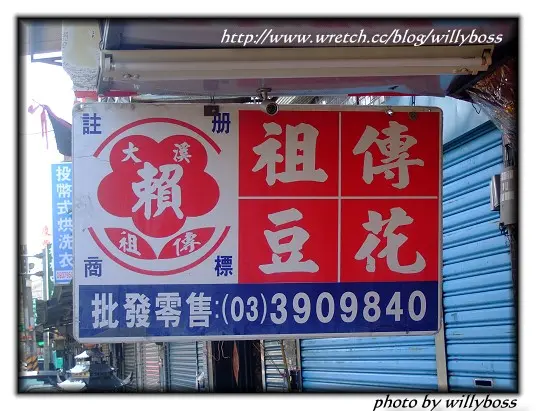 http://www.wretch.cc/blog/willyboss
註册
大溪
賴
祖傳
商標
祖傳
豆花
批發零售:(03)3909840
投幣式烘洗衣
photo by willyboss